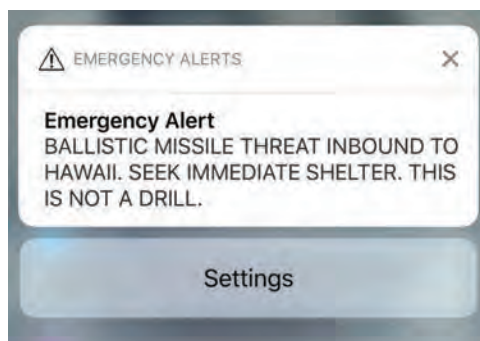 EMERGENCY ALERTS
Emergency Alert
BALLISTIC MISSILE THREAT INBOUND TO
HAWAII. SEEK IMMEDIATE SHELTER. THIS
IS NOT A DRILL.
Settings